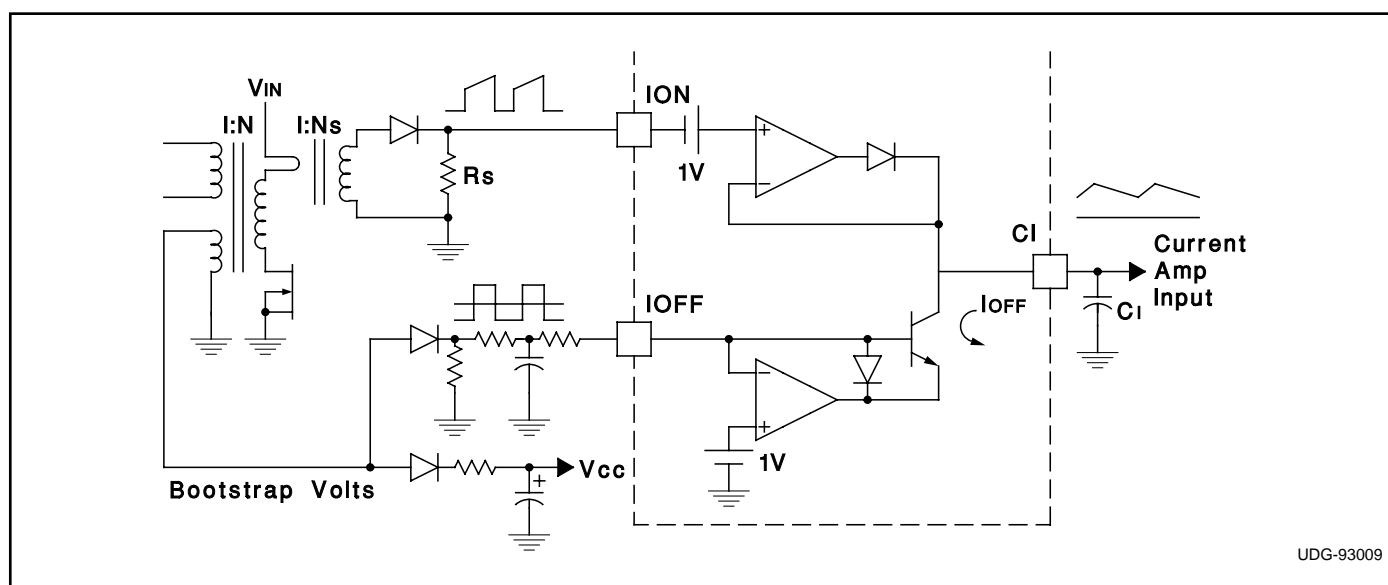 VIN
I:N
I:Ns
Rs
ION
1V
+
−
CI
Current
Amp
Input
CI
IOFF
IOFF
−
+
1V
+
Vcc
Bootstrap Volts
UDG-93009